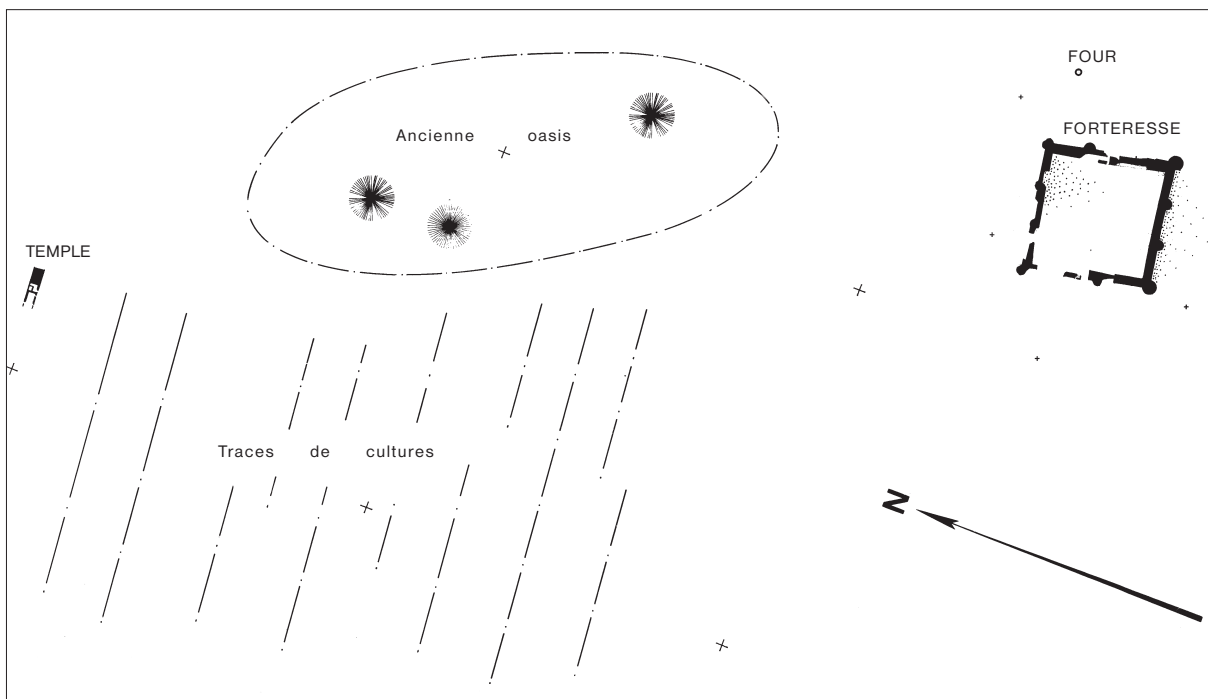 FOUR
FORTERESSE
Ancienne oasis
TEMPLE
Traces de cultures
N